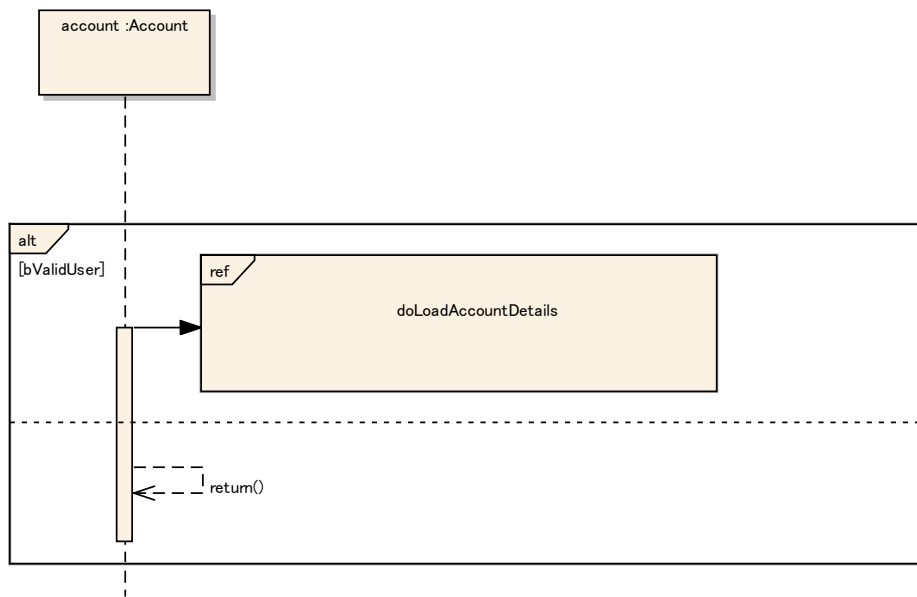 account :Account
alt
[bValidUser]
ref
doLoadAccountDetails
return()